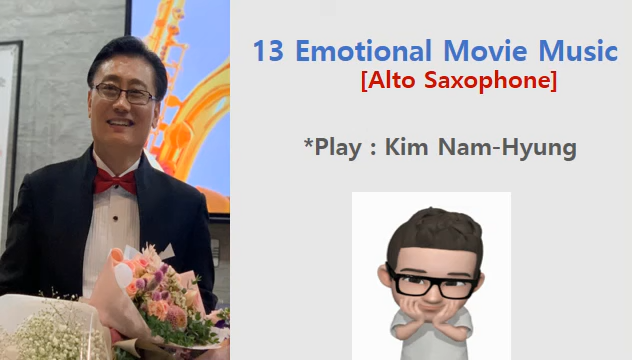 13 Emotional Movie Music
[Alto Saxophone]
*Play : Kim Nam-Hyung